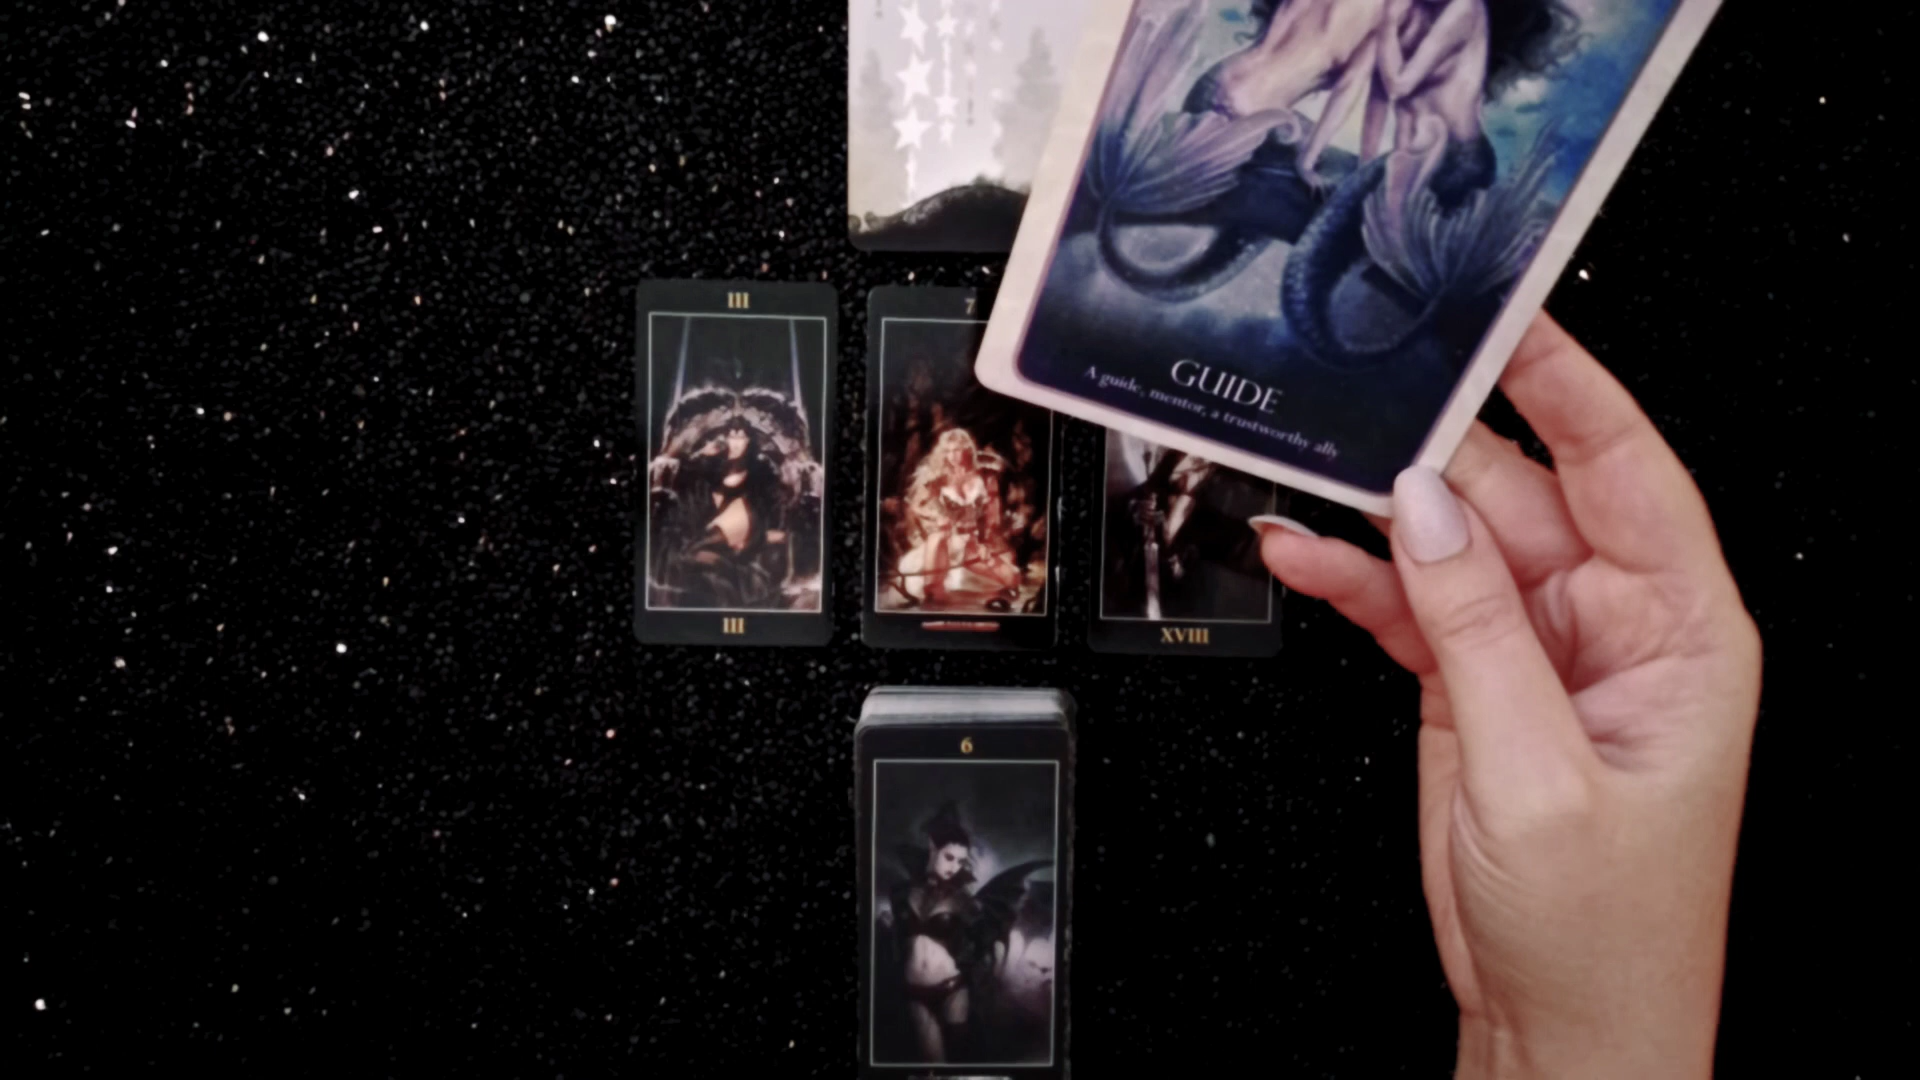 GUIDE
A guide, mentor, a trustworthy ally
III
7
III
XVIII
6